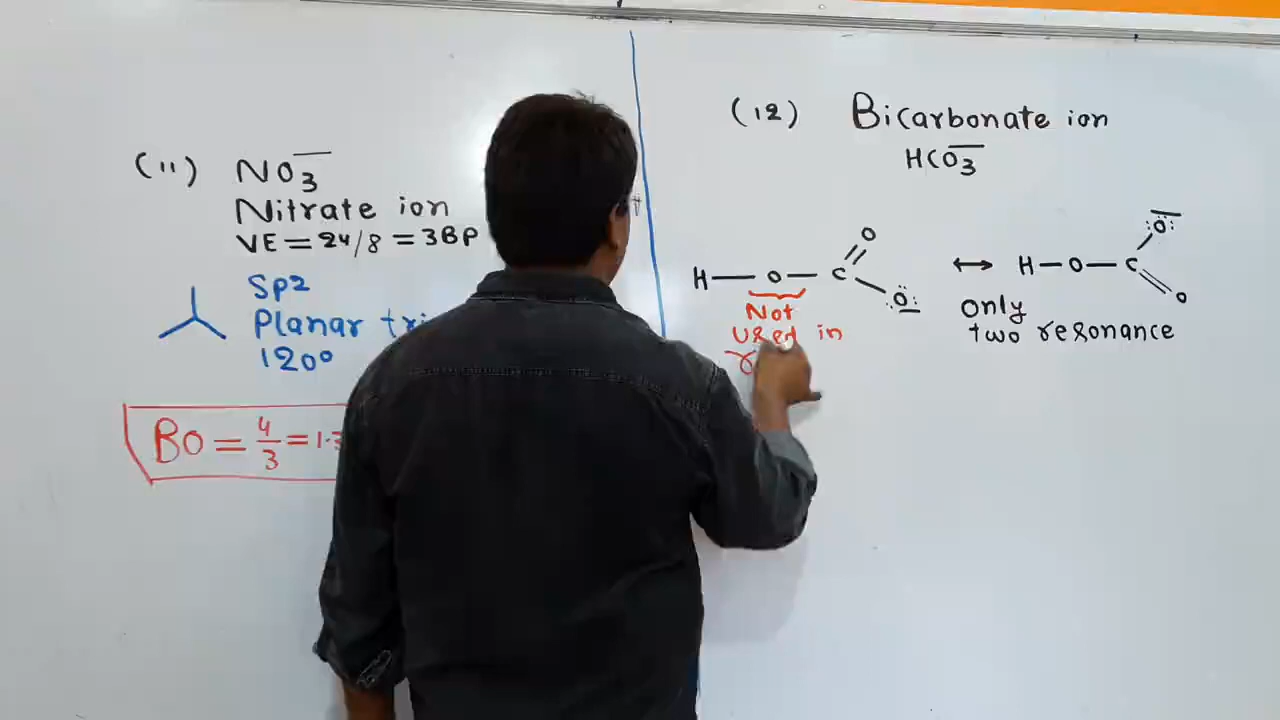 (11) NO3⁻
Nitrate ion
VE = 24/8 = 3BP
SP2
Planar
120°
BO = 4/3 = 1.3
(12) Bicarbonate ion
HCO3⁻
H — O — C O O ↔ H — O — C O O
Not
used in
only
two resonance